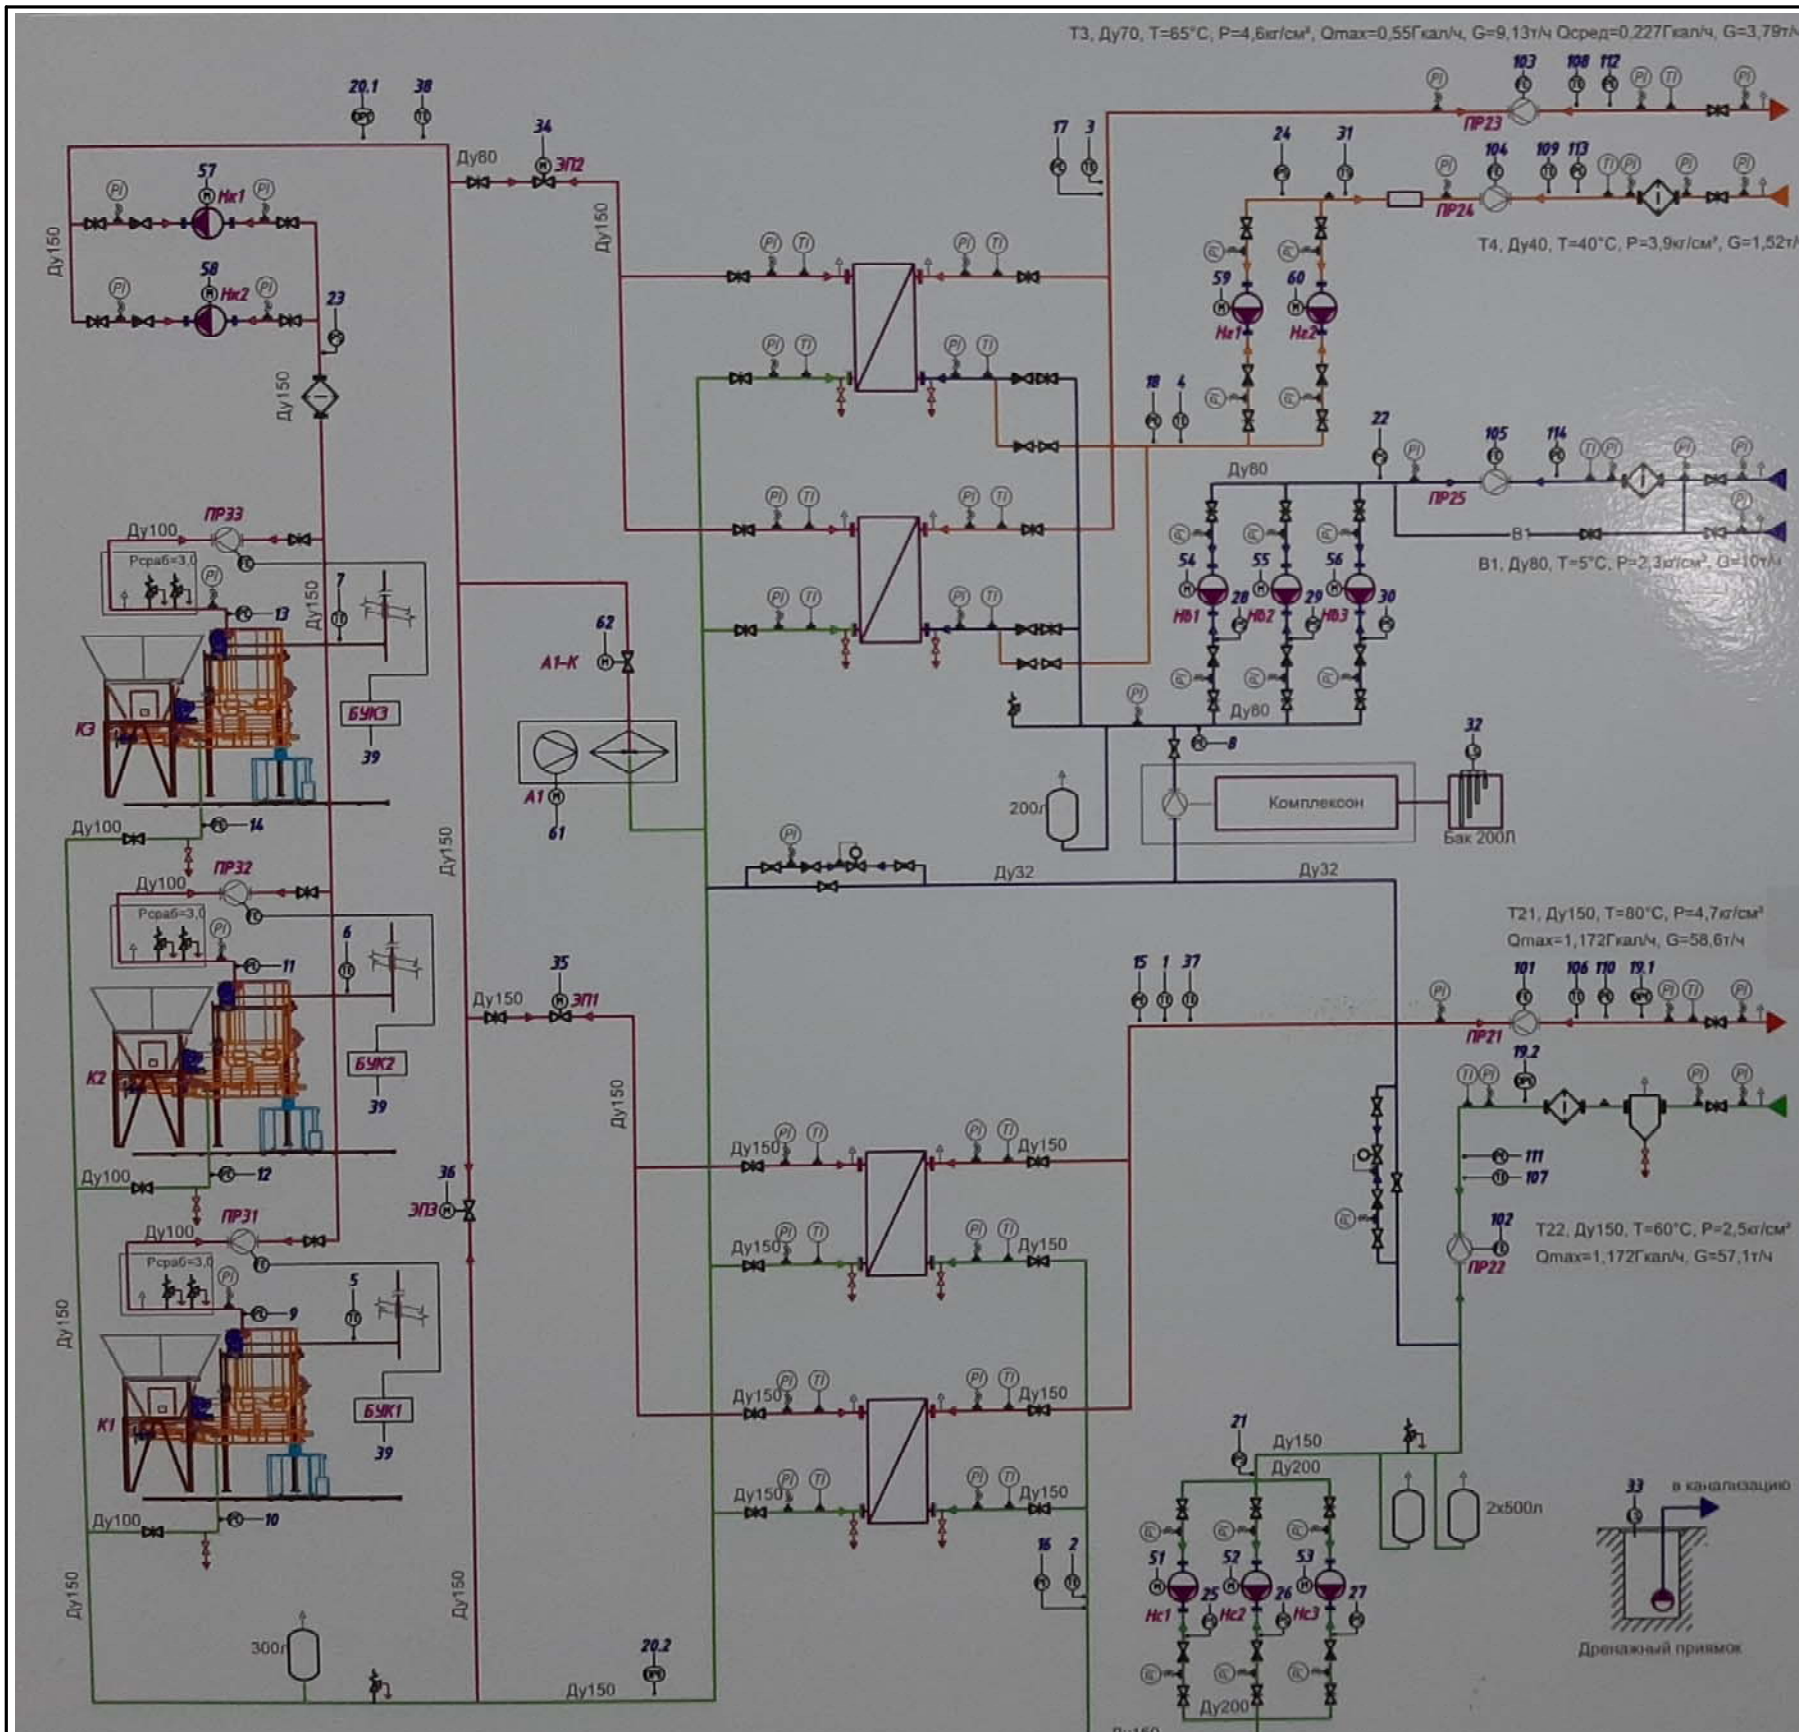 Т3, Ду70, Т=65°С, Р=4,6кг/см², Qmax=0,55Гкал/ч, G=9,13т/ч Qсред=0,227Гкал/ч, G=3,79т/ч
20.1 38
34
57
58
23
Ду80
ЭП2
Нк1
Нк2
Ду150
Ду150
Ду150
17 3
24 31
103 108 112
ПР23
104 109 113
ПР24
Т4, Ду40, Т=40°С, Р=3,9кг/см², G=1,52т/
59 60
Нг1 Нг2
18 4
22
105 114
Ду80
ПР25
В1
В1, Ду80, Т=5°С, Р=2,3кг/см², G=10т/ч
54 55 56
28 29 30
Нв1 Нв2 Нв3
Ду80
8
32
Комплексон
Бак 200Л
200л
Ду32 Ду32
ПР33
Ду100
Рсраб=3,0
7
13
Ду150
К3
БУК3
39
14
Ду100
62
А1-К
А1
61
Ду150
ПР32
Ду100
Рсраб=3,0
6
11
К2
БУК2
39
12
Ду100
35
Ду150
ЭП1
Ду150
36
ЭП3
15 1 37
Т21, Ду150, Т=80°С, Р=4,7кг/см²
Qmax=1,172Гкал/ч, G=58,6т/ч
101 106 110 19.1
ПР21
19.2
111
107
102
ПР22
Т22, Ду150, Т=60°С, Р=2,5кг/см²
Qmax=1,172Гкал/ч, G=57,1т/ч
Ду150 Ду150
Ду150 Ду150
Ду150 Ду150
Ду150 Ду150
ПР31
Ду100
Рсраб=3,0
5
9
Ду150
К1
БУК1
39
10
Ду100
Ду150
Ду150
300л
20.2
Ду150
16 2
21
Ду150
Ду200
2х500л
51 52 53
25 26 27
Нс1 Нс2 Нс3
Ду200
Ду150
33
в канализацию
Дренажный приямок